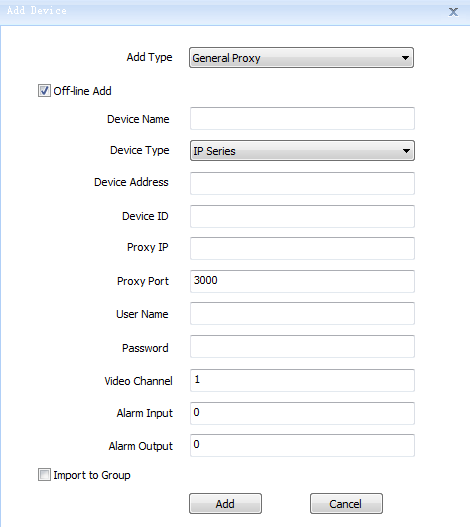 Add Device
Add Type General Proxy
Off-line Add
Device Name
Device Type IP Series
Device Address
Device ID
Proxy IP
Proxy Port 3000
User Name
Password
Video Channel 1
Alarm Input 0
Alarm Output 0
Import to Group
Add Cancel